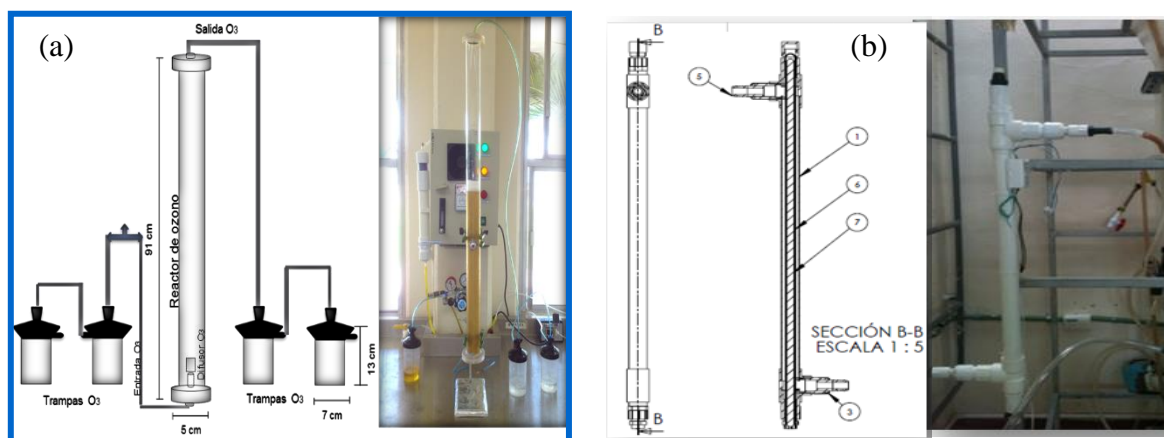 (a)
Salida O3
91 cm
Reactor de ozono
Entrada O3
Difusor O3
13 cm
Trampas O3
Trampas O3
7 cm
5 cm
(b)
B
5
1
6
7
SECCIÓN B-B
ESCALA 1 : 5
3
B